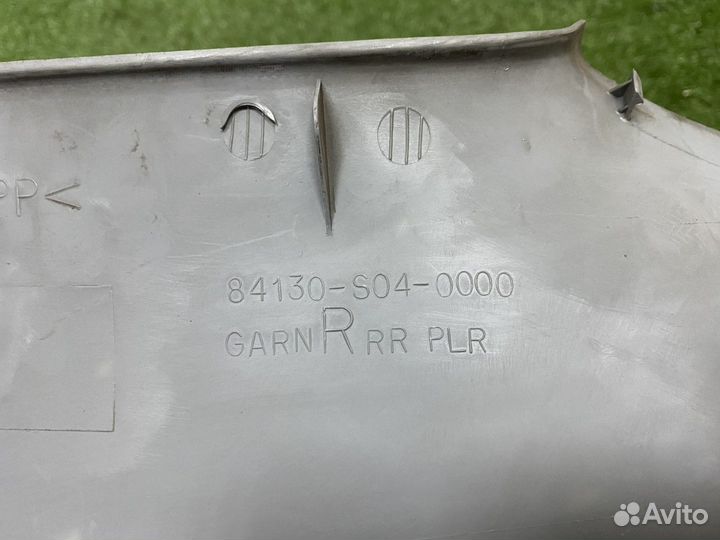 PP<
84130-S04-0000
GARN R RR PLR
Avito